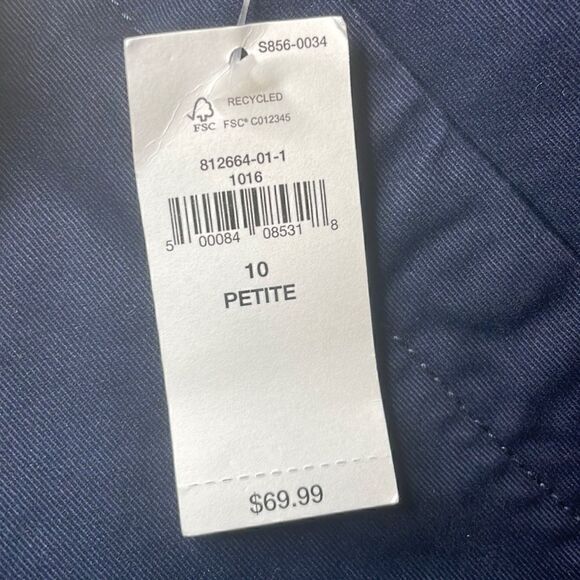 S856-0034
RECYCLED
FSC FSC® C012345
812664-01-1
1016
5 00084 08531 8
10
PETITE
$69.99